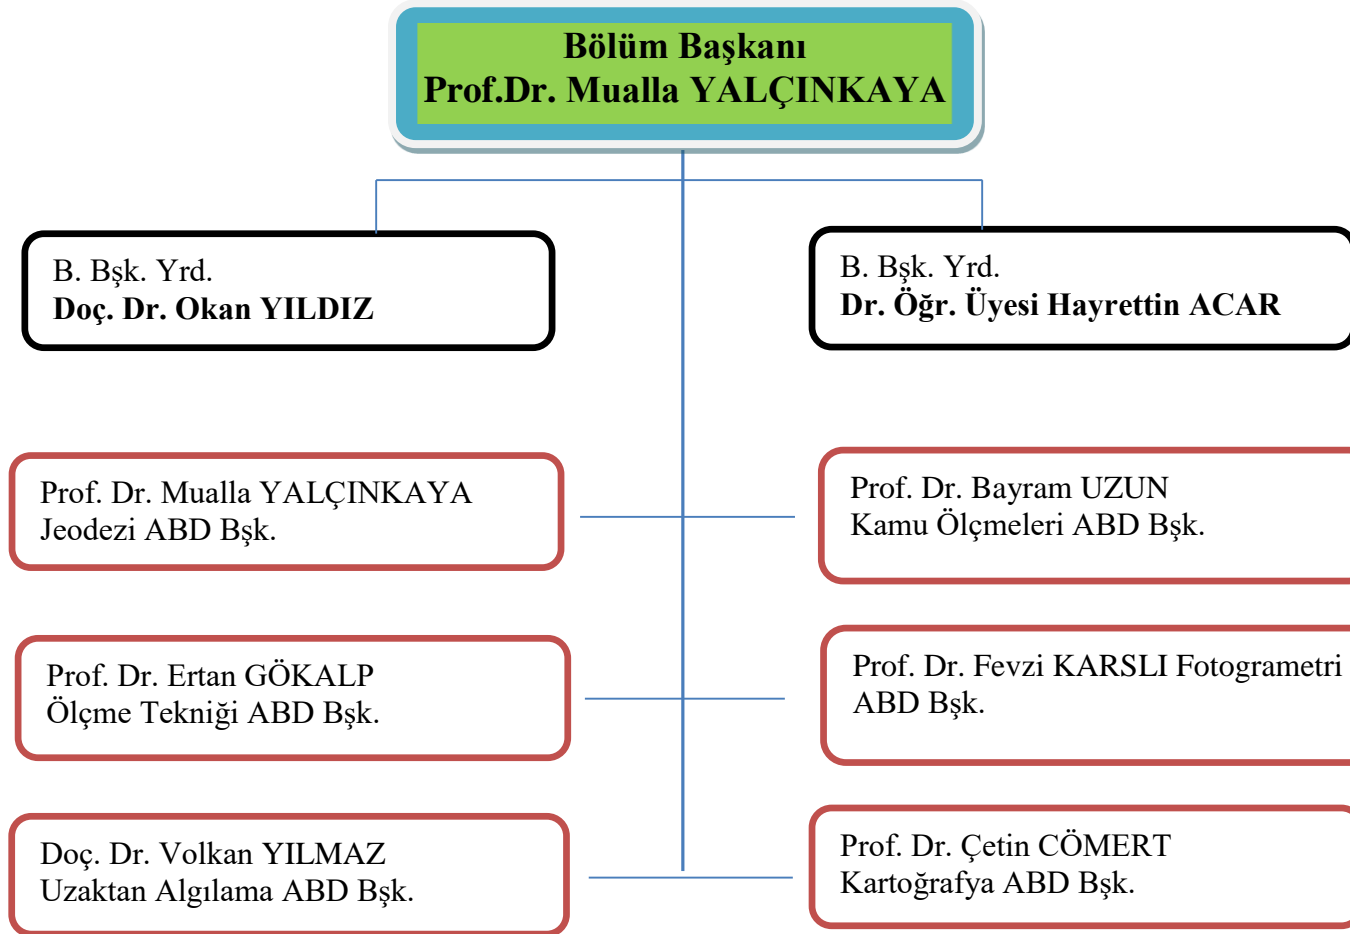 Bölüm Başkanı
Prof.Dr. Mualla YALÇINKAYA
B. Bşk. Yrd.
Doç. Dr. Okan YILDIZ
B. Bşk. Yrd.
Dr. Öğr. Üyesi Hayrettin ACAR
Prof. Dr. Mualla YALÇINKAYA
Jeodezi ABD Bşk.
Prof. Dr. Bayram UZUN
Kamu Ölçmeleri ABD Bşk.
Prof. Dr. Ertan GÖKALP
Ölçme Tekniği ABD Bşk.
Prof. Dr. Fevzi KARSLI Fotogrametri
ABD Bşk.
Doç. Dr. Volkan YILMAZ
Uzaktan Algılama ABD Bşk.
Prof. Dr. Çetin CÖMERT
Kartoğrafya ABD Bşk.